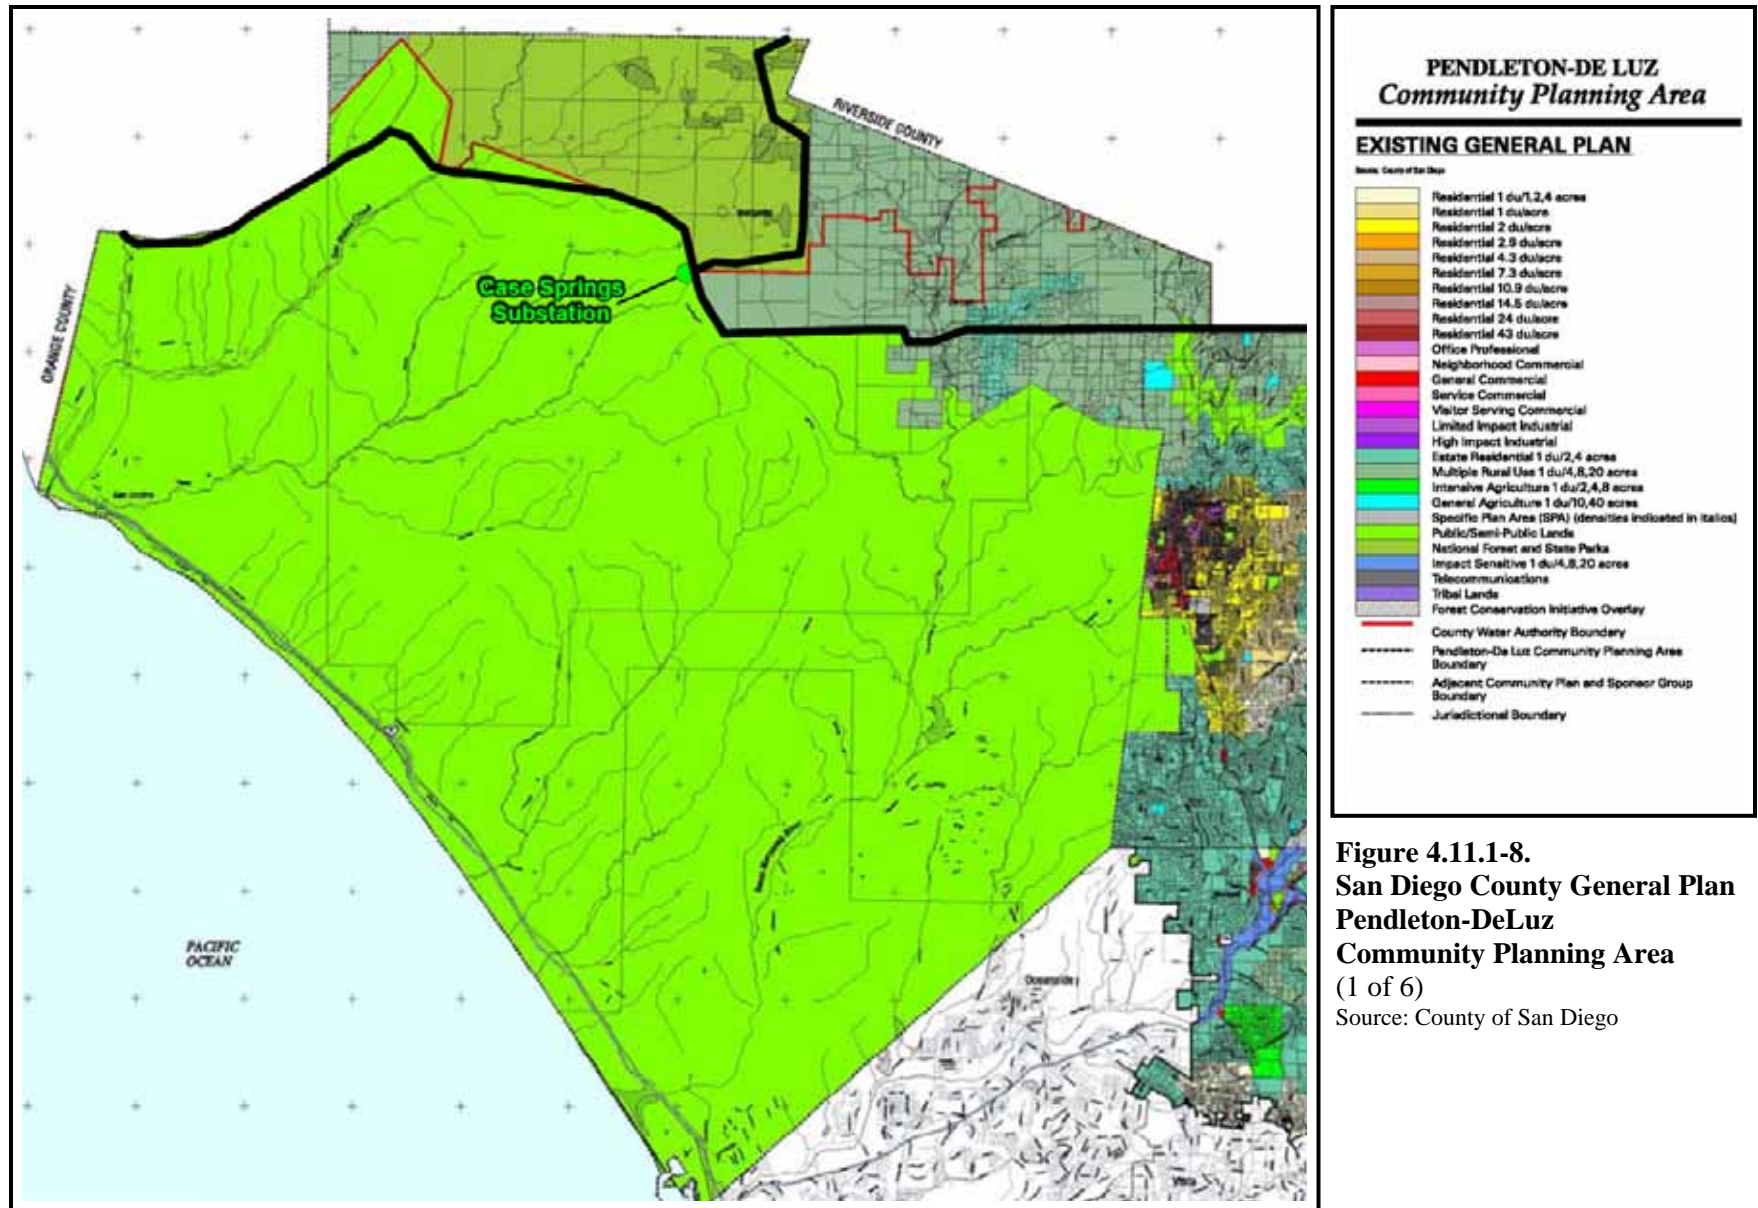 RIVERSIDE COUNTY
ORANGE COUNTY
Case Springs
Substation
PACIFIC
OCEAN
Oceanside
Vista
PENDLETON-DE LUZ
Community Planning Area
EXISTING GENERAL PLAN
Source: County of San Diego
Residential 1 du/1,2,4 acres
Residential 1 du/acre
Residential 2 du/acre
Residential 2.9 du/acre
Residential 4.3 du/acre
Residential 7.3 du/acre
Residential 10.9 du/acre
Residential 14.5 du/acre
Residential 24 du/acre
Residential 43 du/acre
Office Professional
Neighborhood Commercial
General Commercial
Service Commercial
Visitor Serving Commercial
Limited Impact Industrial
High Impact Industrial
Estate Residential 1 du/2,4 acres
Multiple Rural Use 1 du/4,8,20 acres
Intensive Agriculture 1 du/2,4,8 acres
General Agriculture 1 du/10,40 acres
Specific Plan Area (SPA) (densities indicated in italics)
Public/Semi-Public Lands
National Forest and State Parks
Impact Sensitive 1 du/4,8,20 acres
Telecommunications
Tribal Lands
Forest Conservation Initiative Overlay
County Water Authority Boundary
Pendleton-De Luz Community Planning Area
Boundary
Adjacent Community Plan and Sponsor Group
Boundary
Jurisdictional Boundary
Figure 4.11.1-8.
San Diego County General Plan
Pendleton-DeLuz
Community Planning Area
(1 of 6)
Source: County of San Diego